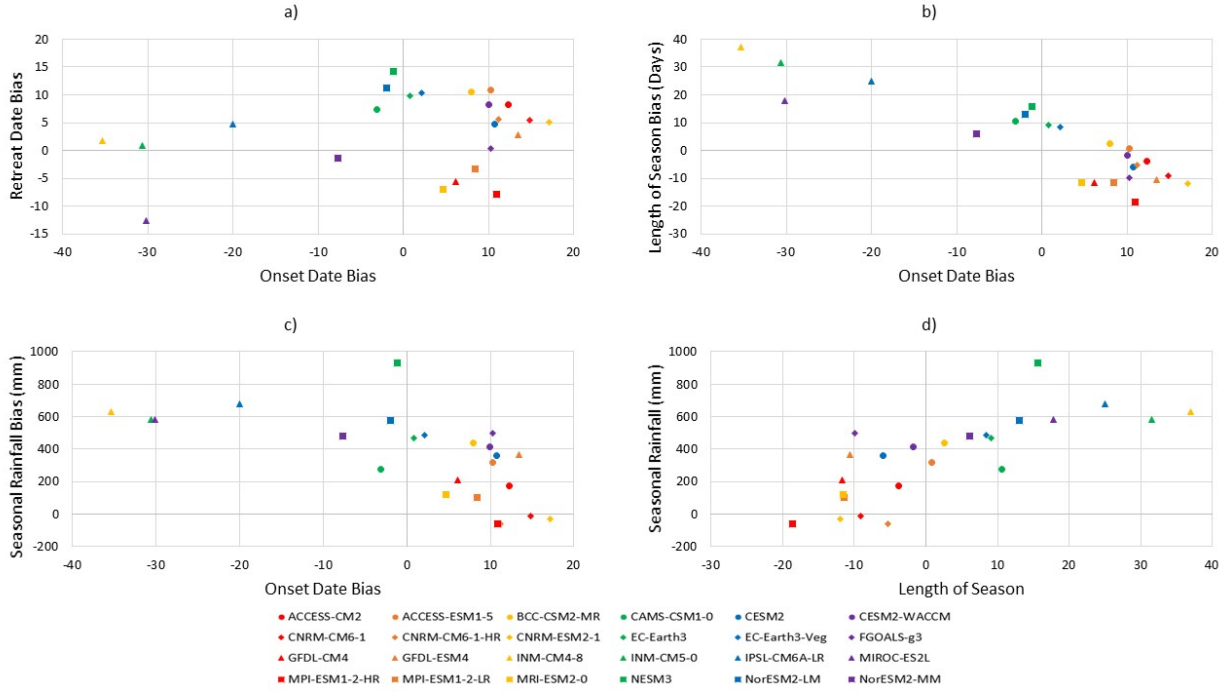 a)
20
15
10
5
0
-5
-10
-15
-40 -30 -20 -10 0 10 20
Retreat Date Bias
Onset Date Bias
b)
40
30
20
10
0
-10
-20
-30
-40 -30 -20 -10 0 10 20
Length of Season Bias (Days)
Onset Date Bias
c)
1000
800
600
400
200
0
-200
-40 -30 -20 -10 0 10 20
Seasonal Rainfall Bias (mm)
Onset Date Bias
d)
1000
800
600
400
200
0
-200
-30 -20 -10 0 10 20 30 40
Seasonal Rainfall (mm)
Length of Season
ACCESS-CM2 ACCESS-ESM1-5 BCC-CSM2-MR CAMS-CSM1-0 CESM2 CESM2-WACCM
CNRM-CM6-1 CNRM-CM6-1-HR CNRM-ESM2-1 EC-Earth3 EC-Earth3-Veg FGOALS-g3
GFDL-CM4 GFDL-ESM4 INM-CM4-8 INM-CM5-0 IPSL-CM6A-LR MIROC-ES2L
MPI-ESM1-2-HR MPI-ESM1-2-LR MRI-ESM2-0 NESM3 NorESM2-LM NorESM2-MM